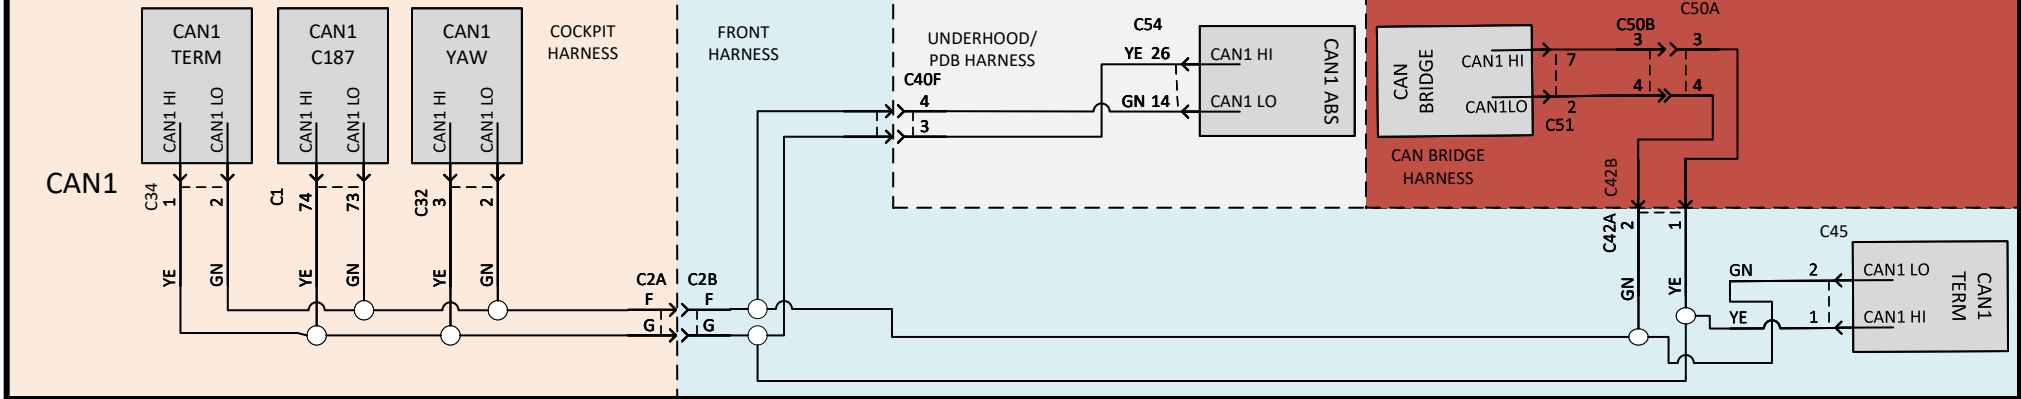 CAN1
CAN1
TERM
CAN1 HI
CAN1 LO
CAN1
C187
CAN1 HI
CAN1 LO
CAN1
YAW
CAN1 HI
CAN1 LO
COCKPIT
HARNESS
C34
1
2
C1
74
73
C32
3
2
YE
GN
YE
GN
YE
GN
C2A
F
G
C2B
F
G
FRONT
HARNESS
UNDERHOOD/
PDB HARNESS
C40F
4
3
C54
YE 26
GN 14
CAN1 HI
CAN1 LO
CAN1 ABS
CAN
BRIDGE
CAN1 HI
CAN1LO
7
2
C51
C50B
3
4
C50A
3
4
CAN BRIDGE
HARNESS
C42B
C42A
2
1
GN
YE
C45
GN
2
YE
1
CAN1 LO
CAN1 HI
CAN1
TERM